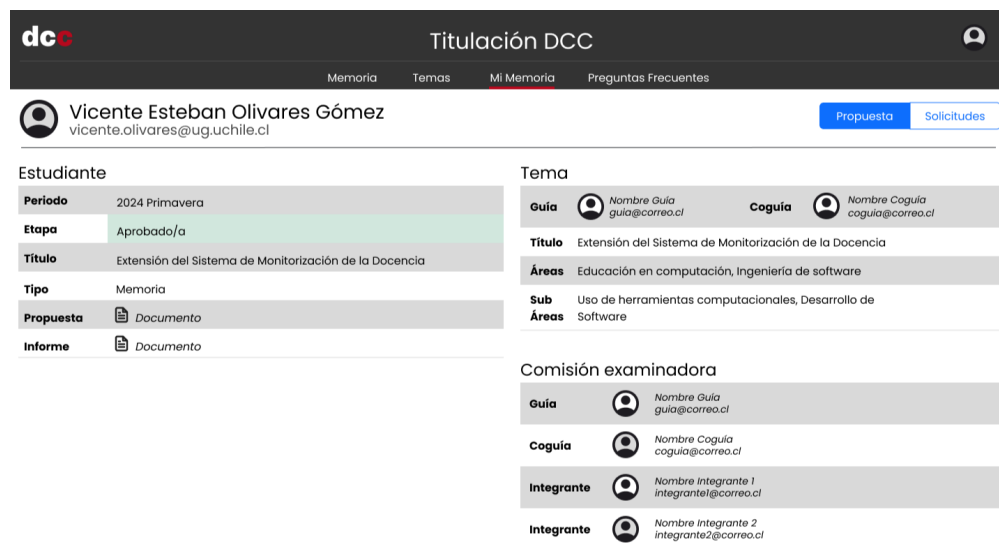 dcc
Titulación DCC
Memoria Temas Mi Memoria Preguntas Frecuentes
Vicente Esteban Olivares Gómez
vicente.olivares@ug.uchile.cl
Propuesta Solicitudes
Estudiante
Periodo 2024 Primavera
Etapa Aprobado/a
Título Extensión del Sistema de Monitorización de la Docencia
Tipo Memoria
Propuesta Documento
Informe Documento
Tema
Guía Nombre Guía Coguía Nombre Coguía
guia@correo.cl coguia@correo.cl
Título Extensión del Sistema de Monitorización de la Docencia
Áreas Educación en computación, Ingeniería de software
Sub Uso de herramientas computacionales, Desarrollo de
Áreas Software
Comisión examinadora
Guía Nombre Guía
guia@correo.cl
Coguía Nombre Coguía
coguia@correo.cl
Integrante Nombre Integrante 1
integrante1@correo.cl
Integrante Nombre Integrante 2
integrante2@correo.cl